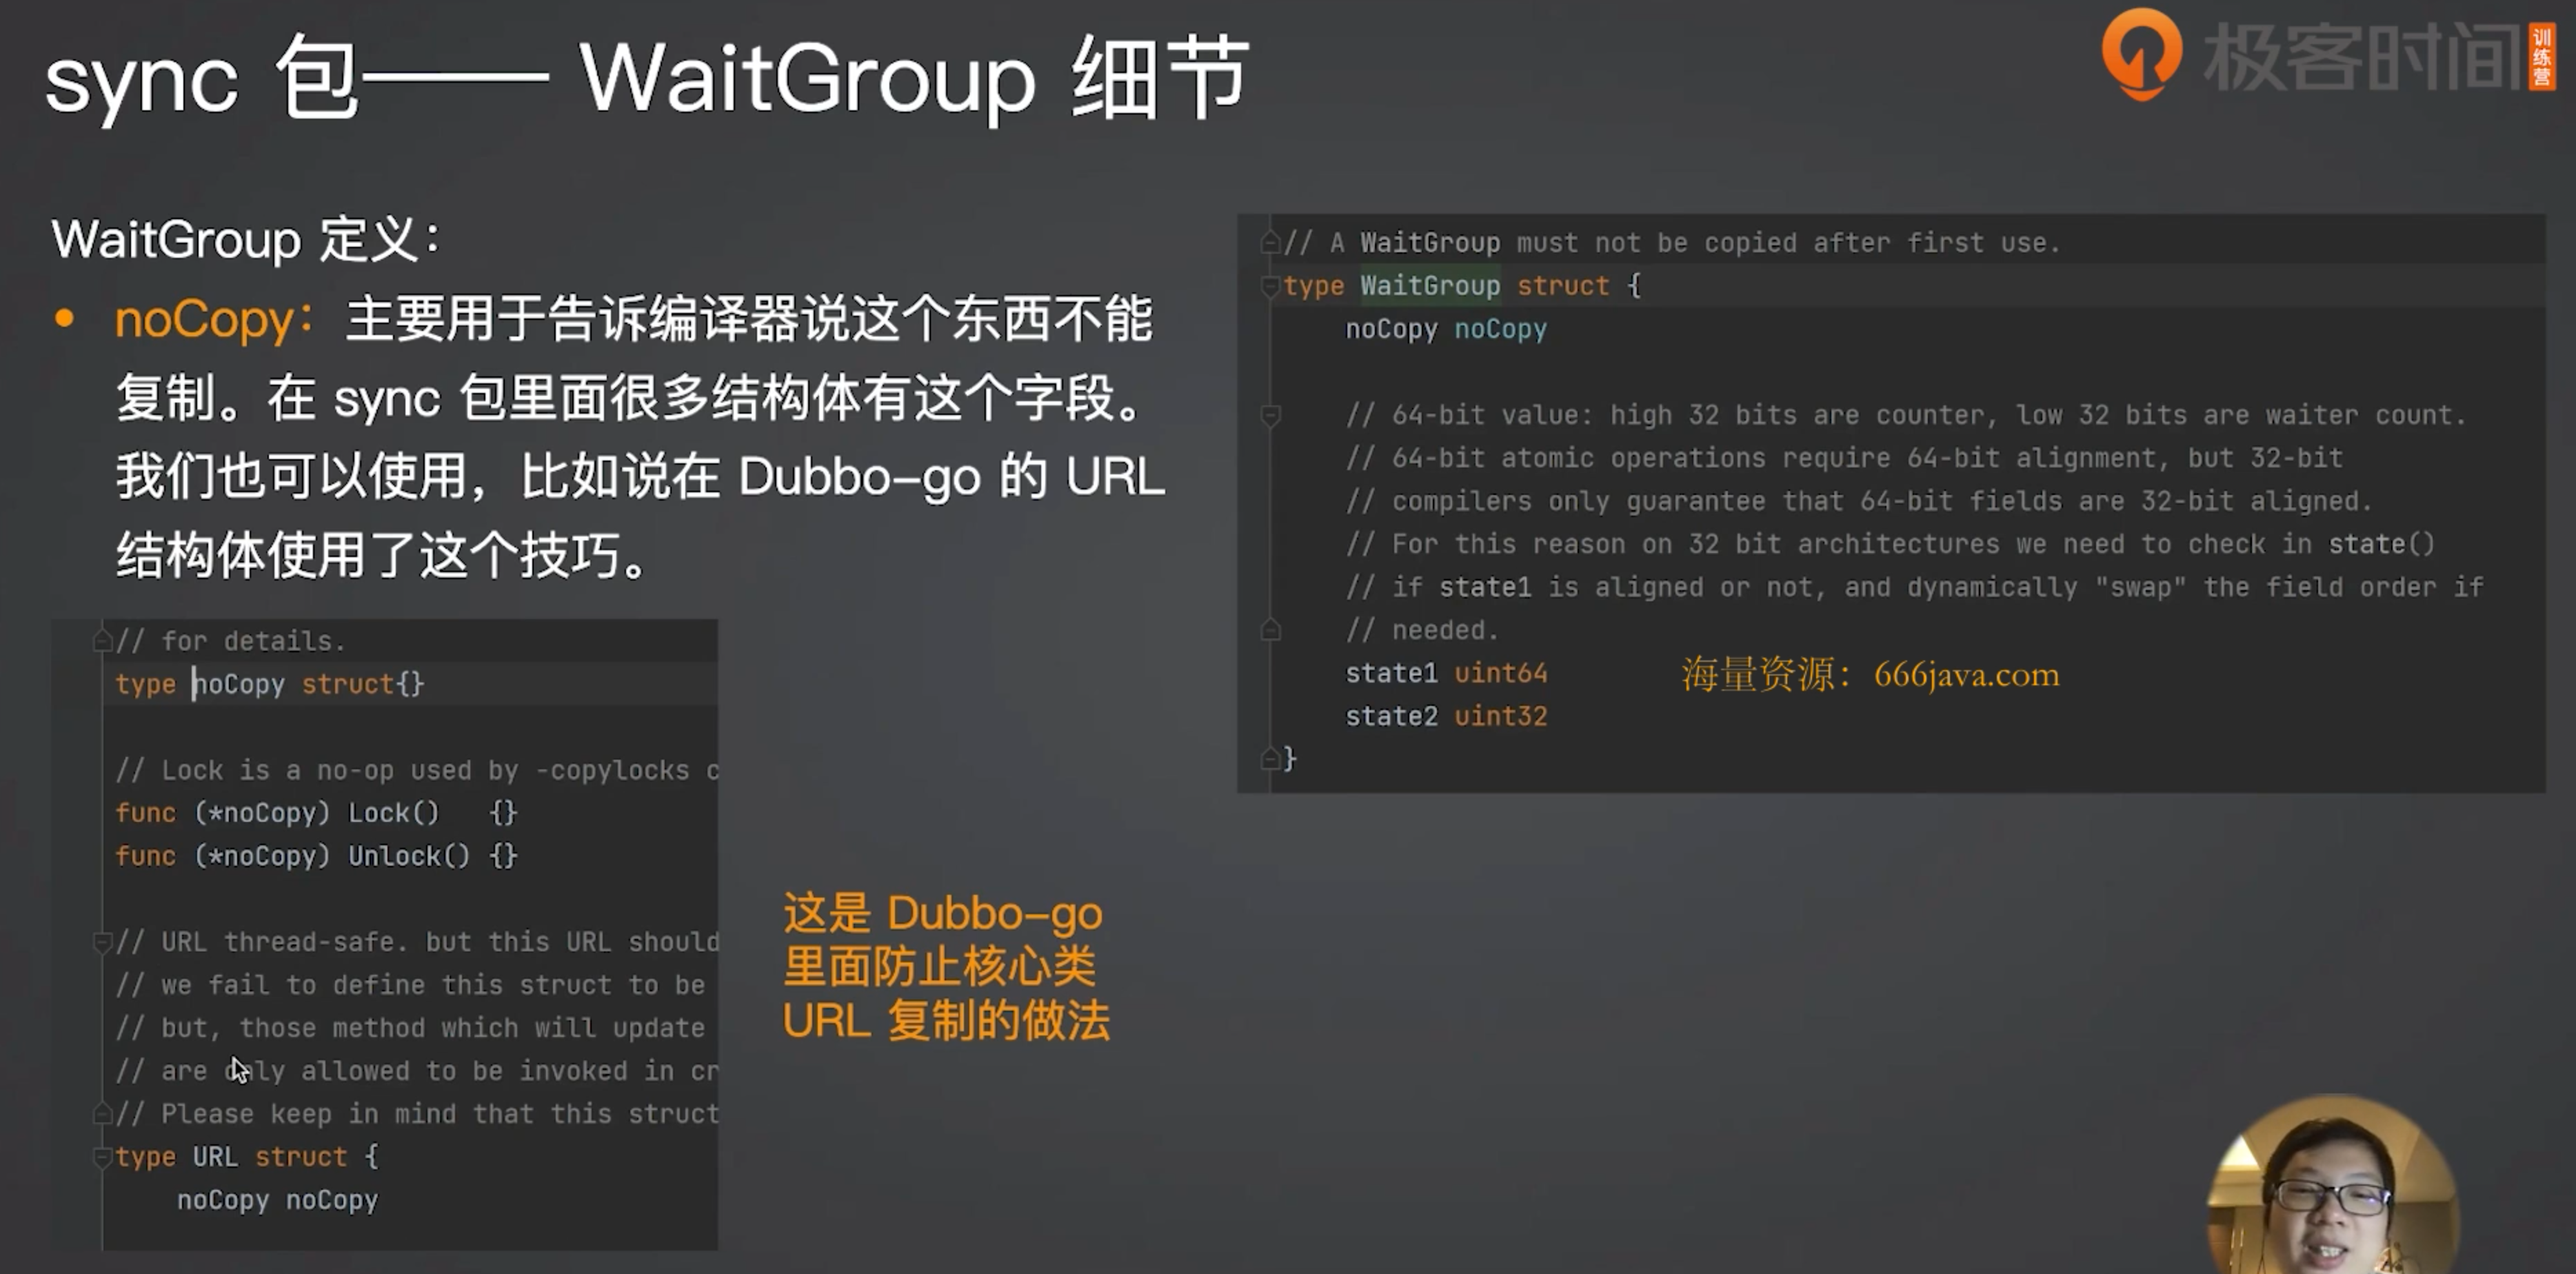 sync 包—— WaitGroup 细节
极客时间
训练营
WaitGroup 定义：
• noCopy：主要用于告诉编译器说这个东西不能
复制。在 sync 包里面很多结构体有这个字段。
我们也可以使用，比如说在 Dubbo-go 的 URL
结构体使用了这个技巧。
// for details.
type noCopy struct{}
// Lock is a no-op used by -copylocks c
func (*noCopy) Lock()   {}
func (*noCopy) Unlock() {}
// URL thread-safe. but this URL should
// we fail to define this struct to be
// but, those method which will update
// are only allowed to be invoked in cr
// Please keep in mind that this struct
type URL struct {
noCopy noCopy
这是 Dubbo-go
里面防止核心类
URL 复制的做法
// A WaitGroup must not be copied after first use.
type WaitGroup struct {
noCopy noCopy
// 64-bit value: high 32 bits are counter, low 32 bits are waiter count.
// 64-bit atomic operations require 64-bit alignment, but 32-bit
// compilers only guarantee that 64-bit fields are 32-bit aligned.
// For this reason on 32 bit architectures we need to check in state()
// if state1 is aligned or not, and dynamically "swap" the field order if
// needed.
state1 uint64
海量资源：666java.com
state2 uint32
}